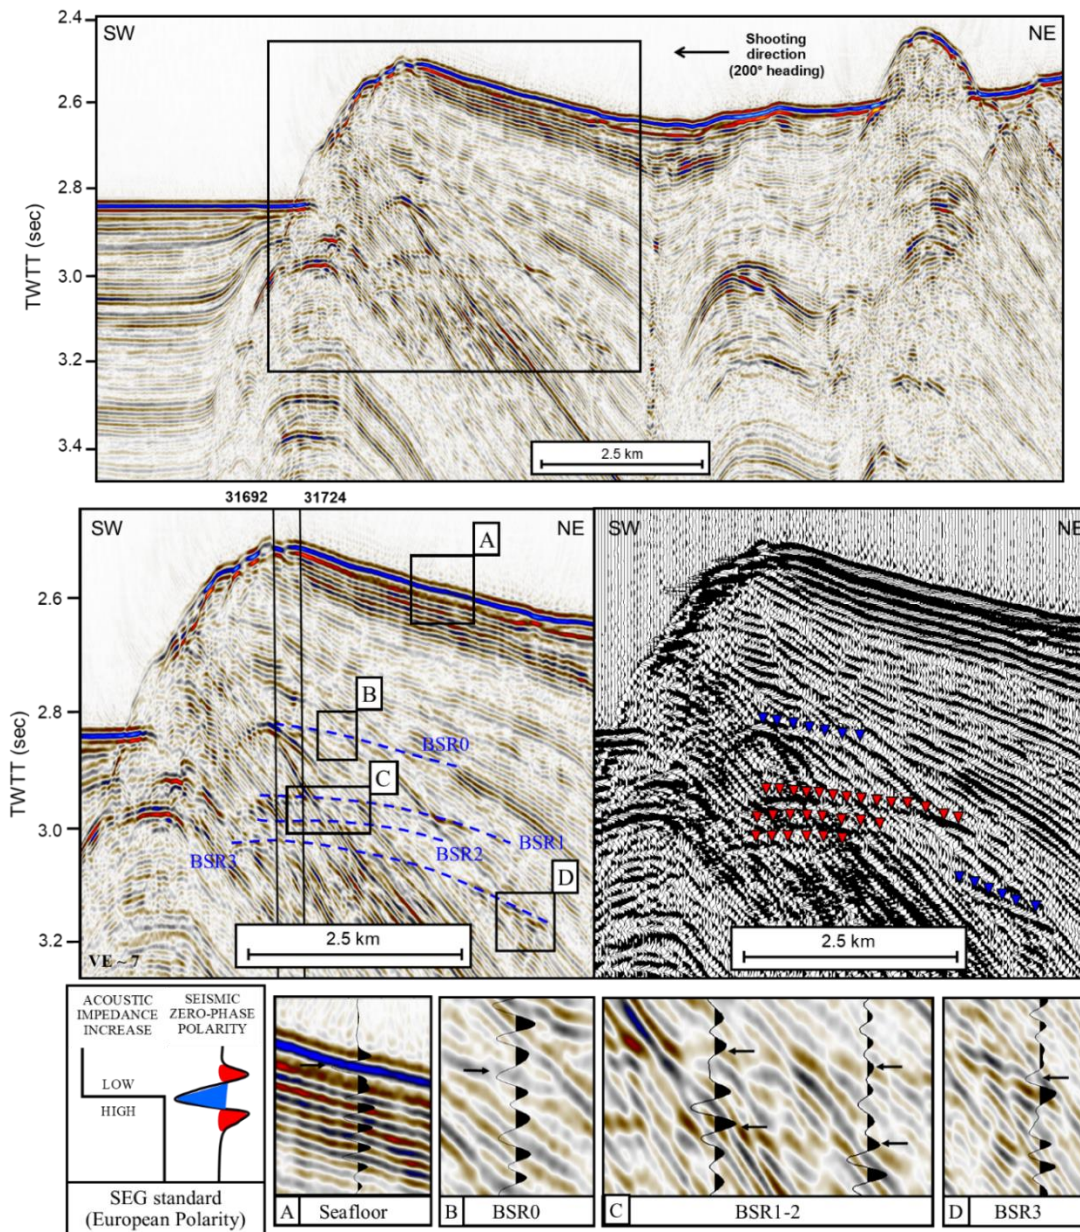 SW
NE
Shooting
direction
(200° heading)
TWTT (sec)
2.4
2.6
2.8
3.0
3.2
3.4
2.5 km
31692
31724
SW
NE
SW
NE
TWTT (sec)
2.6
2.8
3.0
3.2
A
B
BSR0
C
BSR1
BSR2
BSR3
D
2.5 km
VE ~ 7
2.5 km
ACOUSTIC
IMPEDANCE
INCREASE
SEISMIC
ZERO-PHASE
POLARITY
LOW
HIGH
SEG standard
(European Polarity)
A Seafloor
B BSR0
C BSR1-2
D BSR3